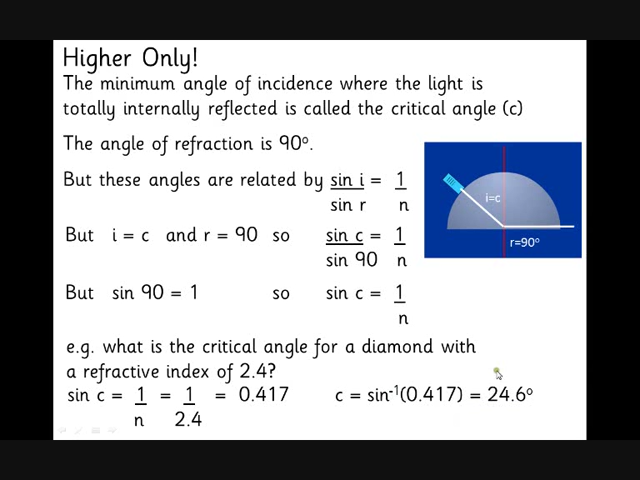 Higher Only!
The minimum angle of incidence where the light is
totally internally reflected is called the critical angle (c)
The angle of refraction is 90º.
But these angles are related by sin i = 1
sin r n
i=c
But i = c and r = 90 so sin c = 1
sin 90 n
r=90º
But sin 90 = 1 so sin c = 1
n
e.g. what is the critical angle for a diamond with
a refractive index of 2.4?
sin c = 1 = 1 = 0.417 c = sin⁻¹(0.417) = 24.6º
n 2.4